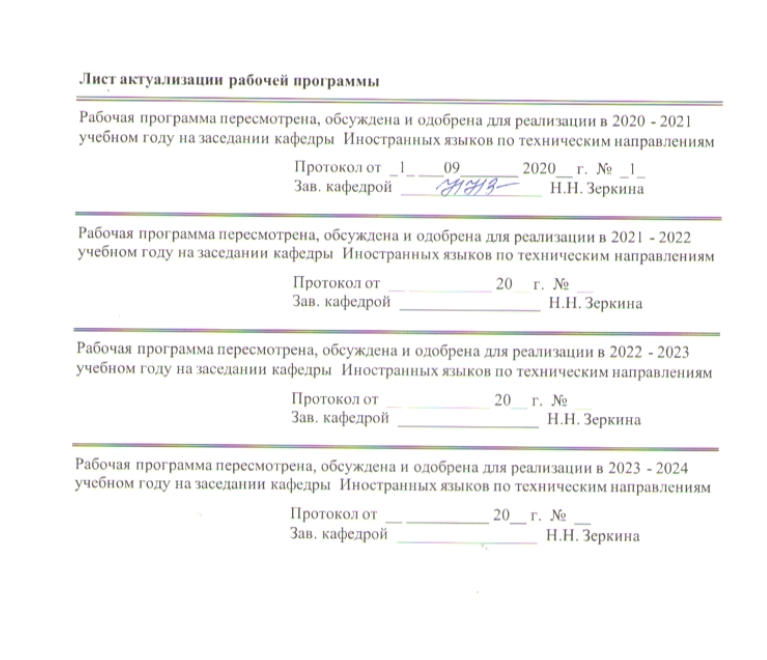 Лист актуализации рабочей программы
Рабочая программа пересмотрена, обсуждена и одобрена для реализации в 2020 - 2021
учебном году на заседании кафедры Иностранных языков по техническим направлениям
Протокол от _1_ ___09_______ 2020__ г. № _1_
Зав. кафедрой _________________ Н.Н. Зеркина
Рабочая программа пересмотрена, обсуждена и одобрена для реализации в 2021 - 2022
учебном году на заседании кафедры Иностранных языков по техническим направлениям
Протокол от __ __________ 20__ г. № __
Зав. кафедрой _________________ Н.Н. Зеркина
Рабочая программа пересмотрена, обсуждена и одобрена для реализации в 2022 - 2023
учебном году на заседании кафедры Иностранных языков по техническим направлениям
Протокол от __ __________ 20__ г. № __
Зав. кафедрой _________________ Н.Н. Зеркина
Рабочая программа пересмотрена, обсуждена и одобрена для реализации в 2023 - 2024
учебном году на заседании кафедры Иностранных языков по техническим направлениям
Протокол от __ __________ 20__ г. № __
Зав. кафедрой _________________ Н.Н. Зеркина